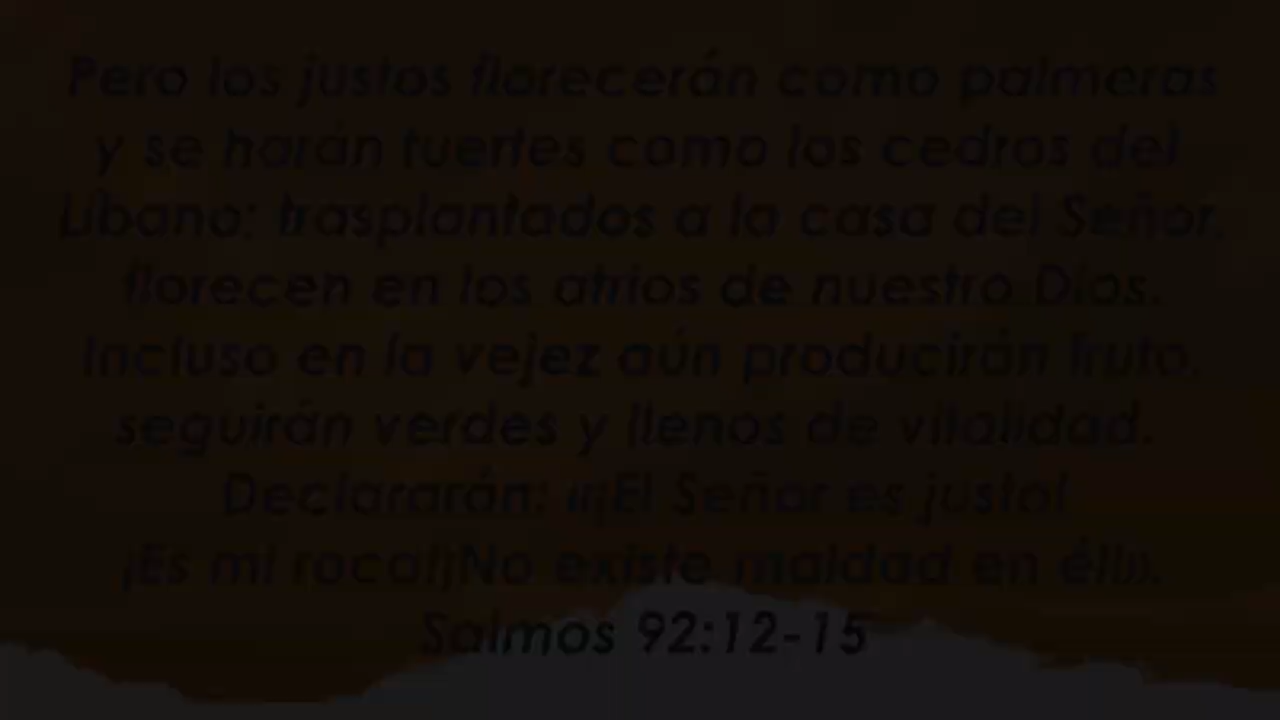 Pero los justos florecerán como palmeras
y se harán fuertes como los cedros del
Líbano; trasplantados a la casa del Señor,
florecen en los atrios de nuestro Dios.
Incluso en la vejez aún producirán fruto,
seguirán verdes y llenos de vitalidad.
Declararán: «¡El Señor es justo!
¡Es mi roca!¡No existe maldad en él!».
Salmos 92:12-15